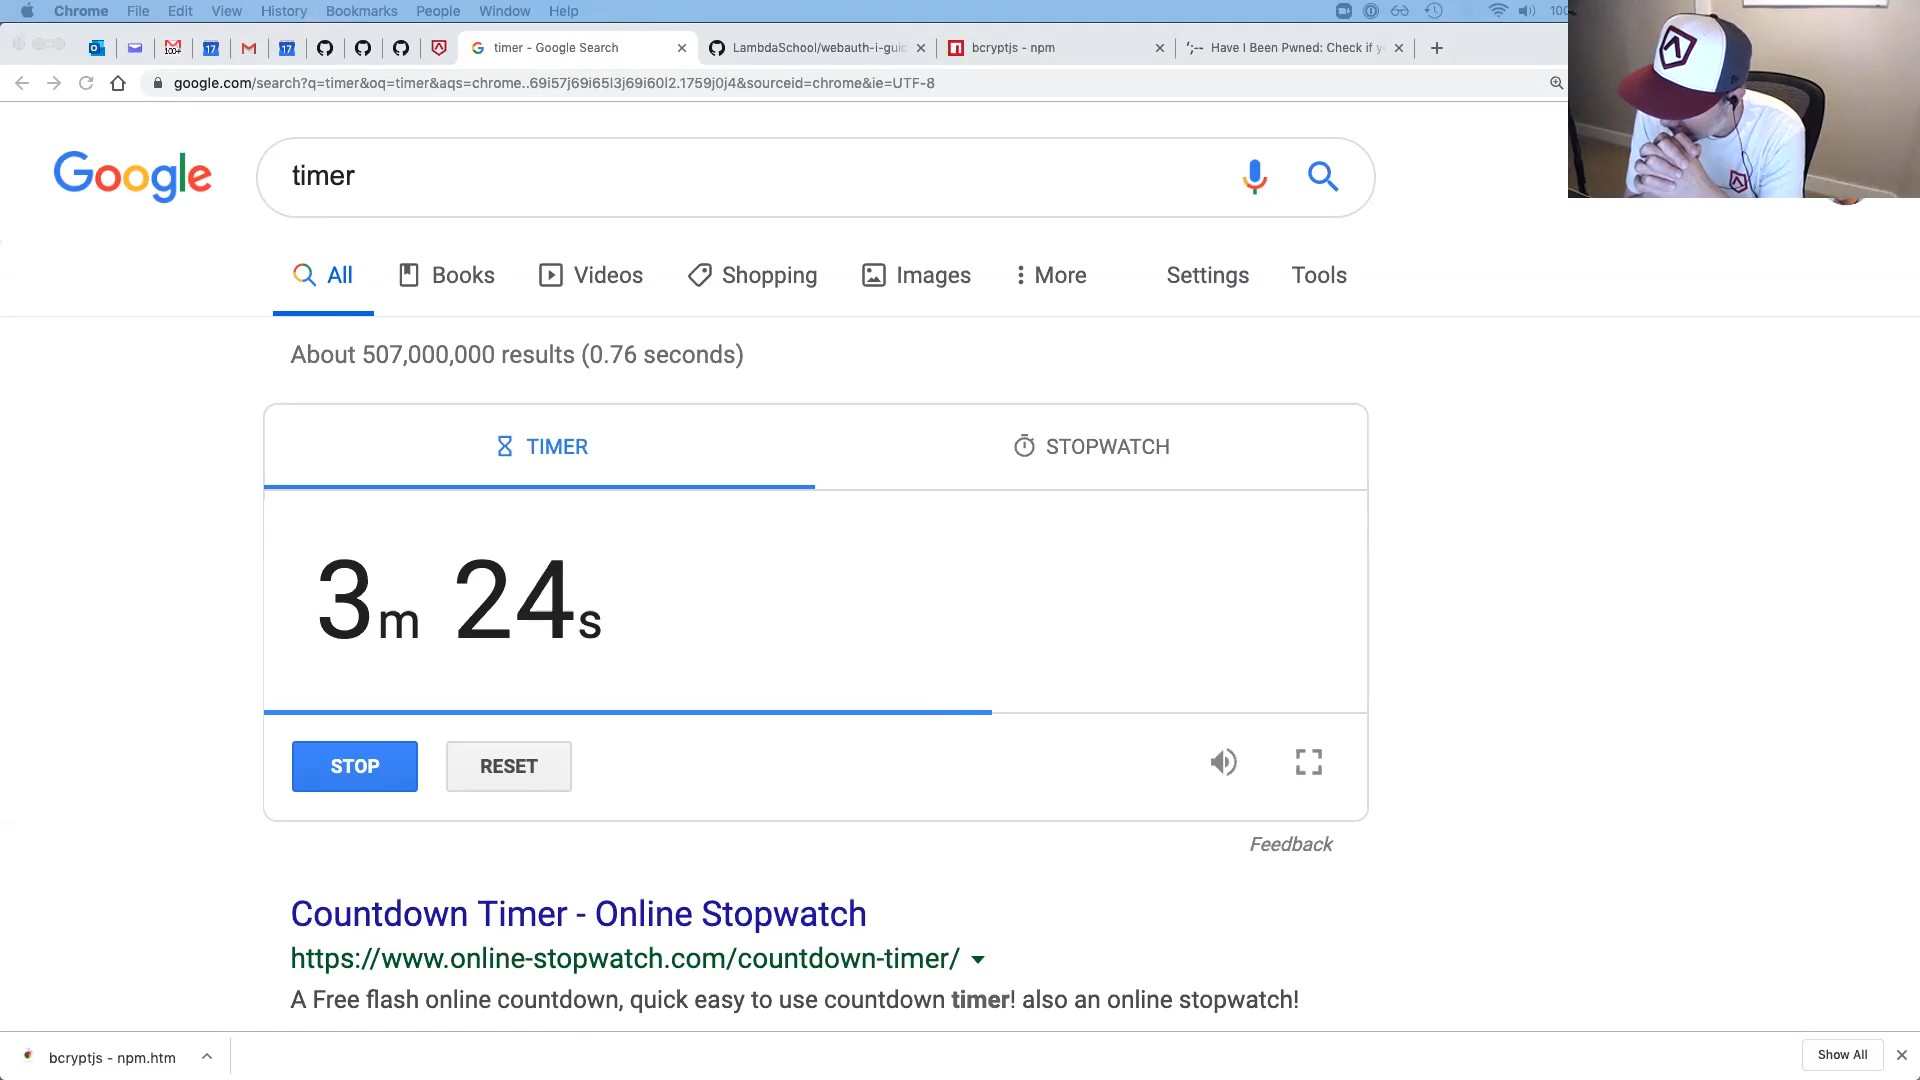 Chrome File Edit View History Bookmarks People Window Help
100
100+ 17 17 timer - Google Search LambdaSchool/webauth-i-guid bcryptjs - npm ';-- Have I Been Pwned: Check if y
google.com/search?q=timer&oq=timer&aqs=chrome..69i57j69i65l3j69i60l2.1759j0j4&sourceid=chrome&ie=UTF-8
Google timer
All Books Videos Shopping Images More Settings Tools
About 507,000,000 results (0.76 seconds)
TIMER STOPWATCH
3m 24s
STOP RESET
Feedback
Countdown Timer - Online Stopwatch
https://www.online-stopwatch.com/countdown-timer/
A Free flash online countdown, quick easy to use countdown timer! also an online stopwatch!
bcryptjs - npm.htm Show All